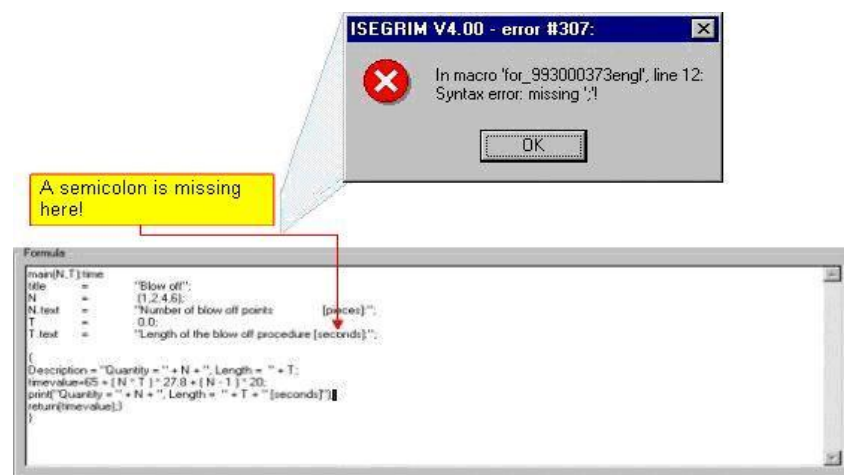 ISEGRIM V4.00 - error #307:
In macro 'for_993000373engl', line 12:
Syntax error: missing ';'!
OK
A semicolon is missing
here!
Formula
main(N,T):time
title = "Blow off";
N = {1,2,4,6};
N.text = "Number of blow off points [pieces]:";
T = 0.0;
T.text = "Length of the blow off procedure [seconds]:";
{
Description = "Quantity = " + N + ", Length = " + T;
timevalue=65 + ( N * T ) * 27.8 + ( N - 1 ) * 20;
print("Quantity = " + N + ", Length = " + T + " [seconds]")
return(timevalue);
}